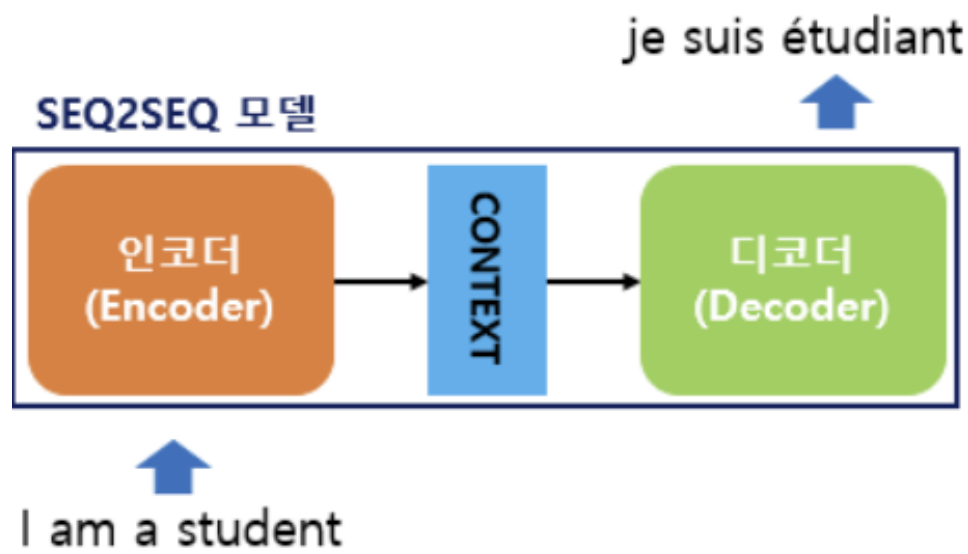 je suis étudiant
SEQ2SEQ 모델
인코더
(Encoder)
CONTEXT
디코더
(Decoder)
I am a student